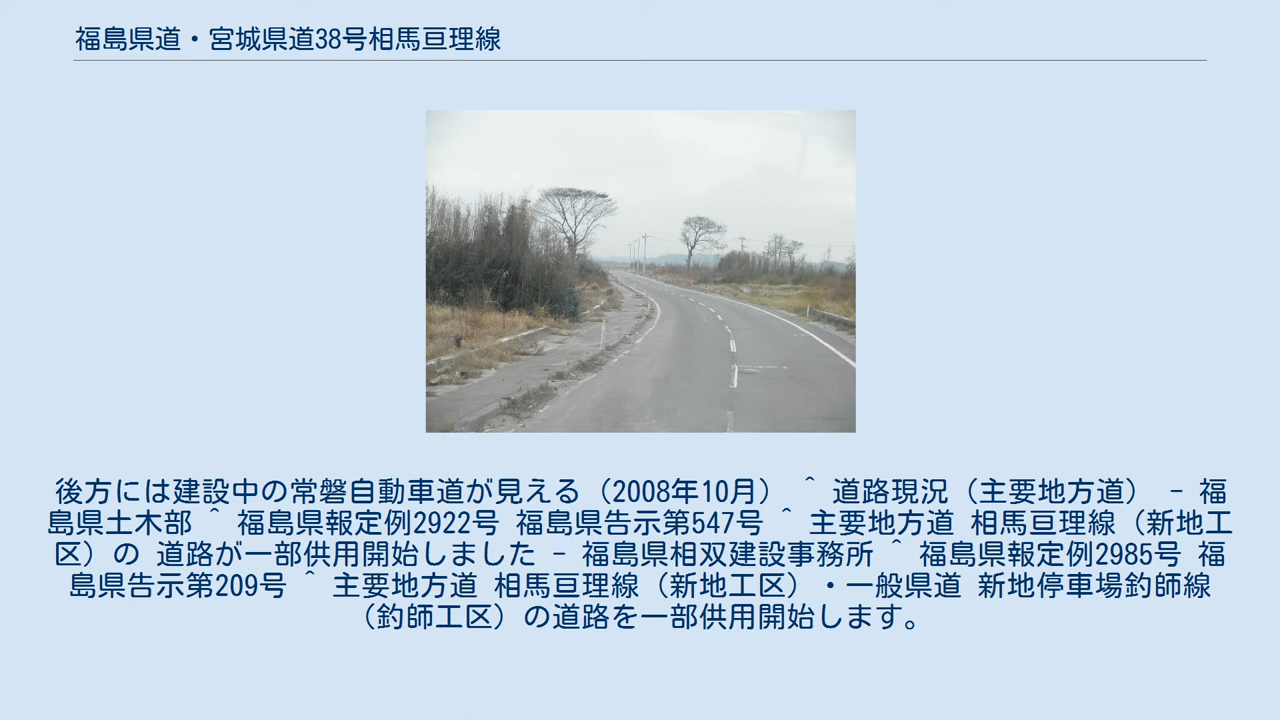 福島県道・宮城県道38号相馬亘理線
後方には建設中の常磐自動車道が見える（2008年10月） ^ 道路現況（主要地方道） - 福
島県土木部 ^ 福島県報定例2922号 福島県告示第547号 ^ 主要地方道 相馬亘理線（新地工
区）の 道路が一部供用開始しました - 福島県相双建設事務所 ^ 福島県報定例2985号 福
島県告示第209号 ^ 主要地方道 相馬亘理線（新地工区）・一般県道 新地停車場釣師線
（釣師工区）の道路を一部供用開始します。